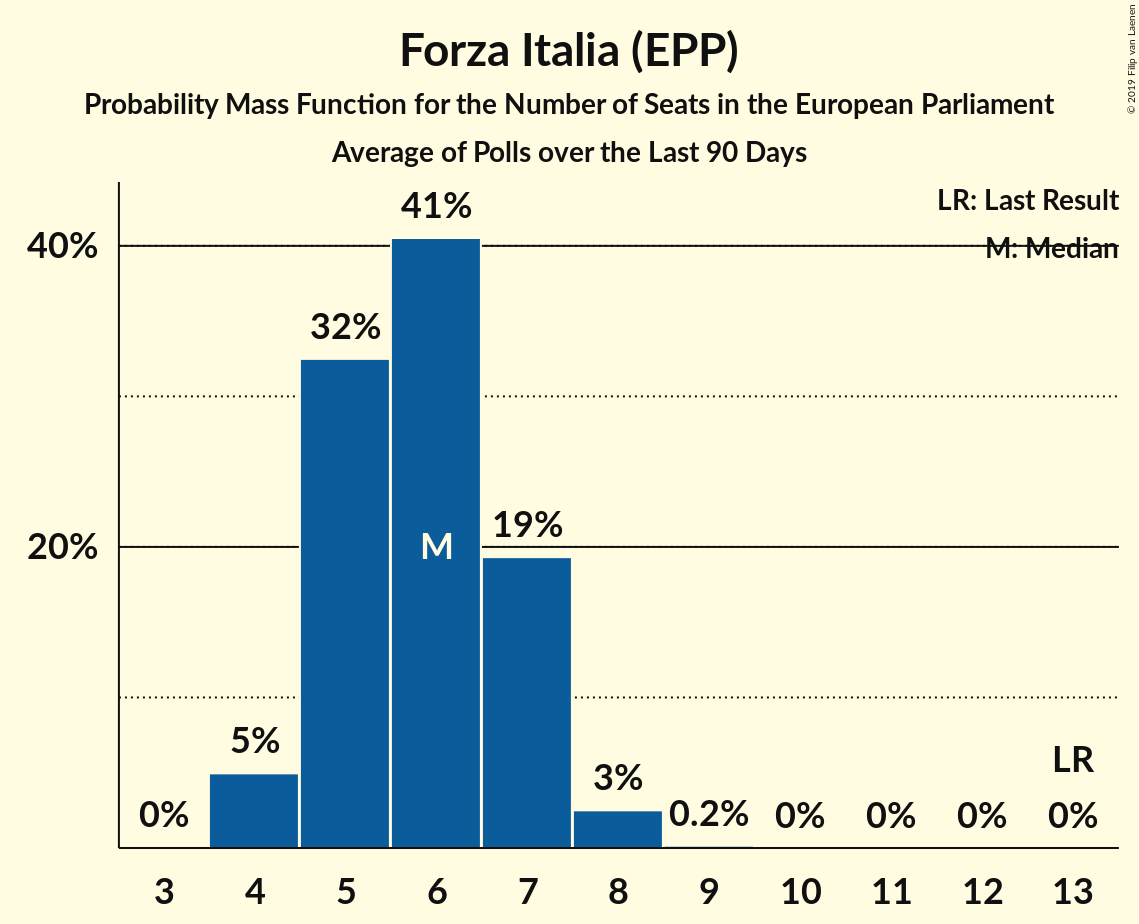 Forza Italia (EPP)
Probability Mass Function for the Number of Seats in the European Parliament
Average of Polls over the Last 90 Days
© 2019 Filip van Laenen
LR: Last Result
M: Median
40%
20%
0%
5%
32%
41%
19%
3%
0.2%
0%
0%
0%
0%
M
LR
3 4 5 6 7 8 9 10 11 12 13